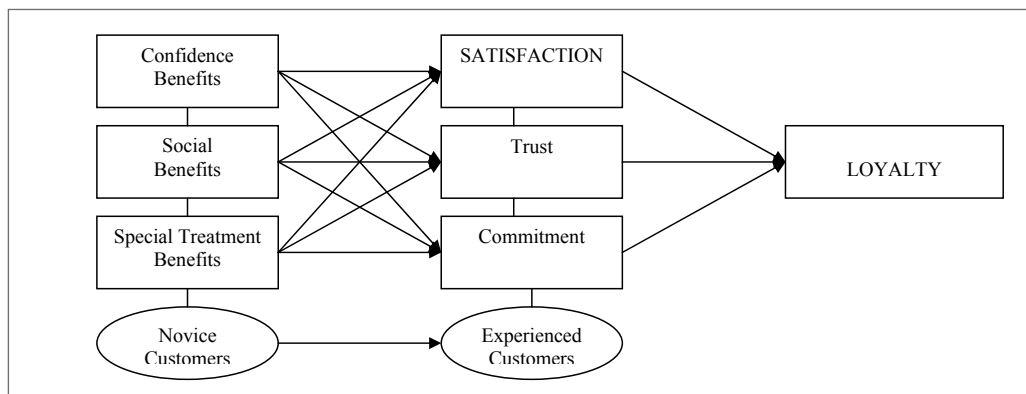 Confidence
Benefits
SATISFACTION
Social
Benefits
Trust
LOYALTY
Special Treatment
Benefits
Commitment
Novice
Customers
Experienced
Customers